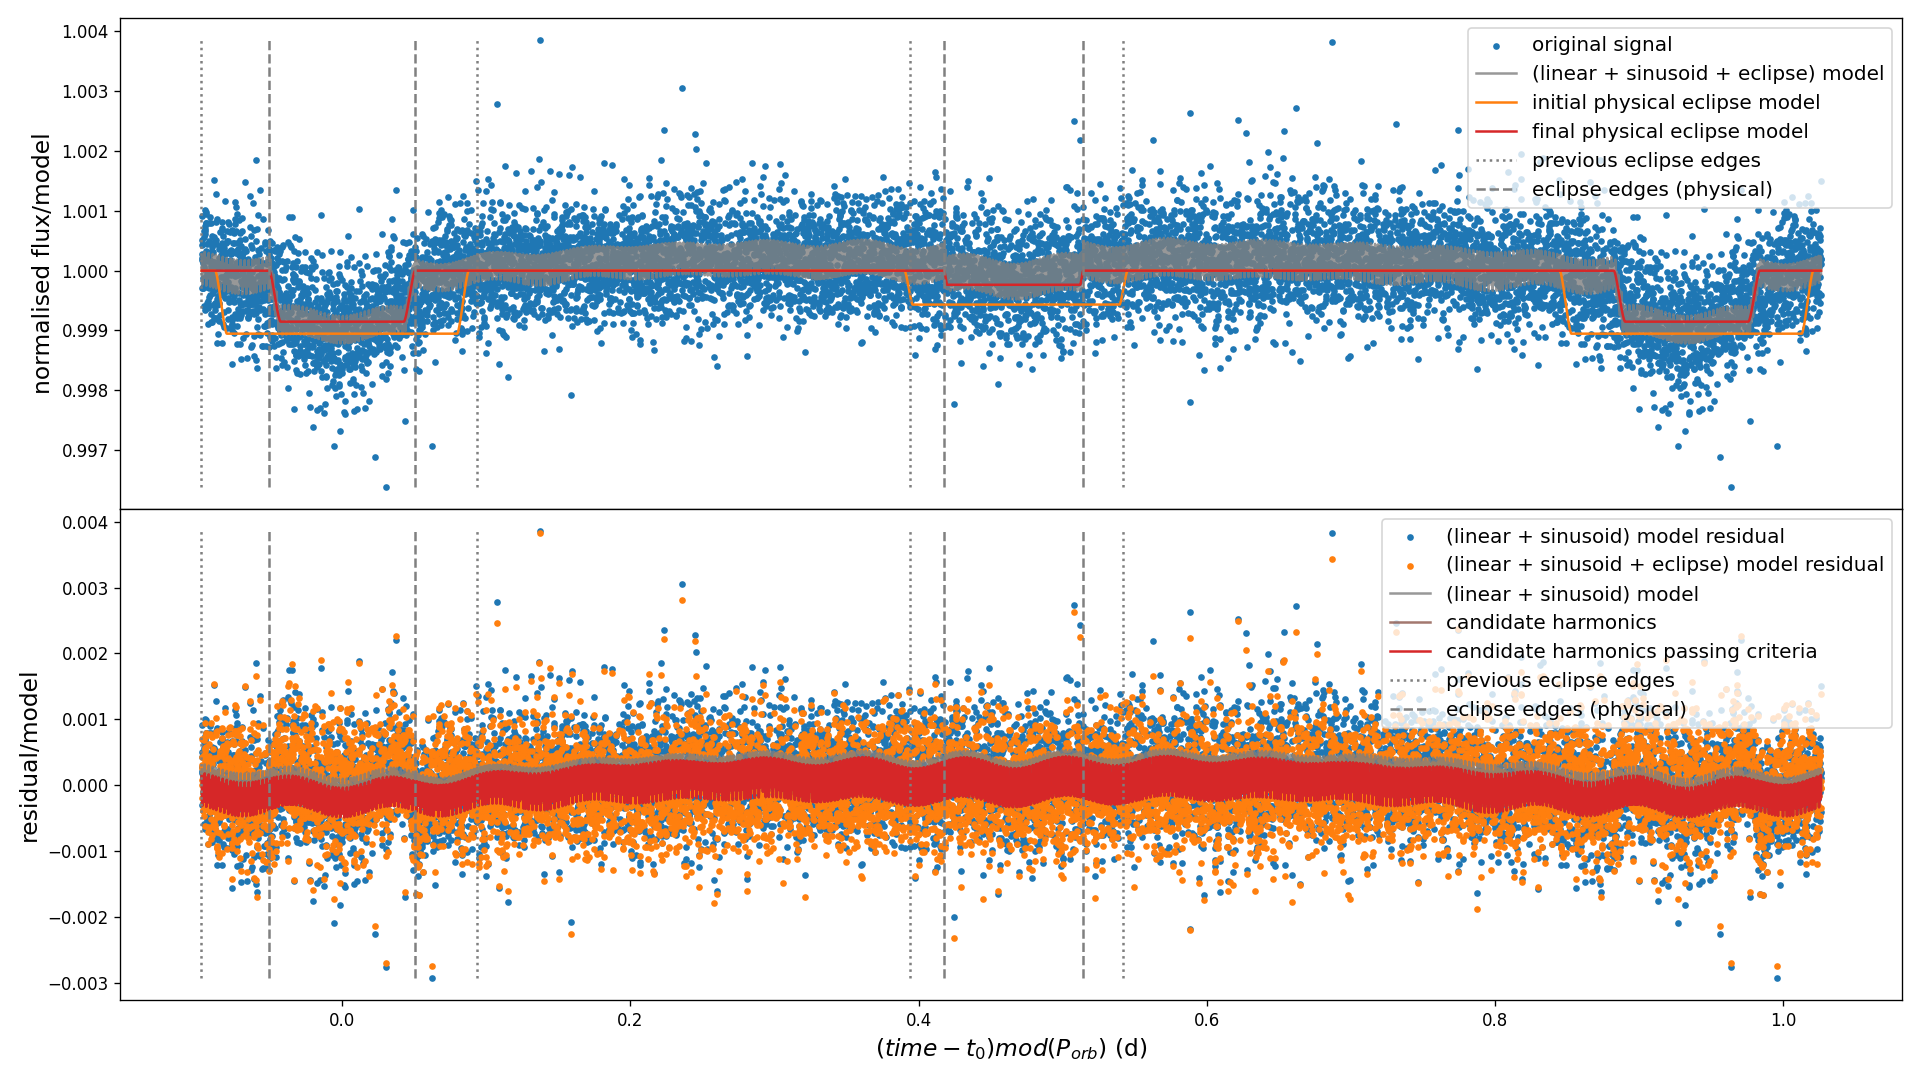 1.004
1.003
1.002
1.001
1.000
0.999
0.998
0.997
normalised flux/model
original signal
(linear + sinusoid + eclipse) model
initial physical eclipse model
final physical eclipse model
previous eclipse edges
eclipse edges (physical)
0.004
0.003
0.002
0.001
0.000
−0.001
−0.002
−0.003
residual/model
(linear + sinusoid) model residual
(linear + sinusoid + eclipse) model residual
(linear + sinusoid) model
candidate harmonics
candidate harmonics passing criteria
previous eclipse edges
eclipse edges (physical)
0.0 0.2 0.4 0.6 0.8 1.0
(time − t₀)mod(Pₒᵣb) (d)